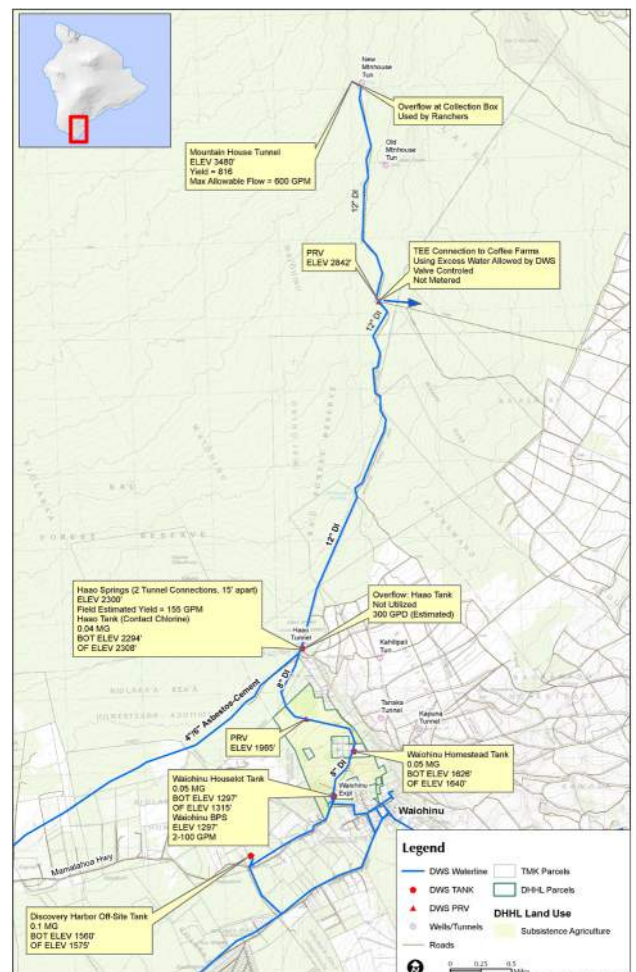 New
Mtnhouse
Tun
Overflow at Collection Box
Used by Ranchers
Old
Mtnhouse
Tun
Mountain House Tunnel
ELEV 3480'
Yield = 816
Max Allowable Flow = 600 GPM
12" DI
PRV
ELEV 2842'
TEE Connection to Coffee Farms
Using Excess Water Allowed by DWS
Valve Controled
Not Metered
12" DI
FOREST RESERVE
12" DI
Haao Springs (2 Tunnel Connections, 15' apart)
ELEV 2300'
Field Estimated Yield = 155 GPM
Haao Tank (Contact Chlorine)
0.04 MG
BOT ELEV 2294'
OF ELEV 2308'
Overflow: Haao Tank
Not Utilized
300 GPD (Estimated)
Haao
Tunnel
Kahilipali
Tun
8" DI
4"/6" Asbestos-Cement
Tanaka
Tunnel
Kapuna
Tunnel
PRV
ELEV 1965'
Waiohinu Homestead Tank
0.05 MG
BOT ELEV 1626'
OF ELEV 1640'
8" DI
Waiohinu Houselot Tank
0.05 MG
BOT ELEV 1297'
OF ELEV 1315'
Waiohinu BPS
ELEV 1297'
2-100 GPM
Waiohinu
Expl
Waiohinu
Mamalahoa Hwy
Discovery Harbor Off-Site Tank
0.1 MG
BOT ELEV 1560'
OF ELEV 1575'
Legend
DWS Waterline
DWS TANK
DWS PRV
Wells/Tunnels
Roads
TMK Parcels
DHHL Parcels
DHHL Land Use
Subsistence Agriculture
0 0.25 0.5